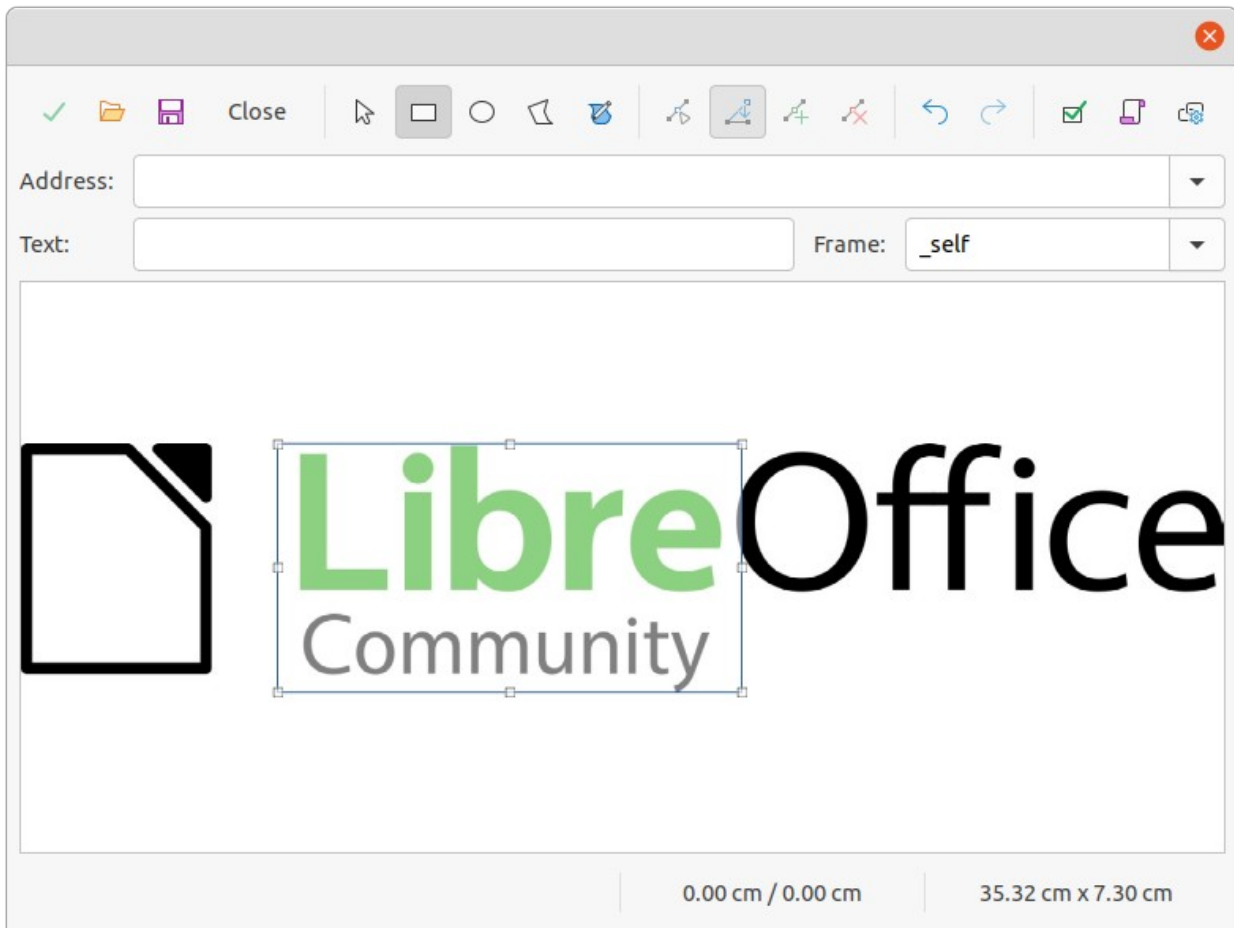 Close
Address:
Text:
Frame: _self
LibreOffice
Community
0.00 cm / 0.00 cm 35.32 cm x 7.30 cm